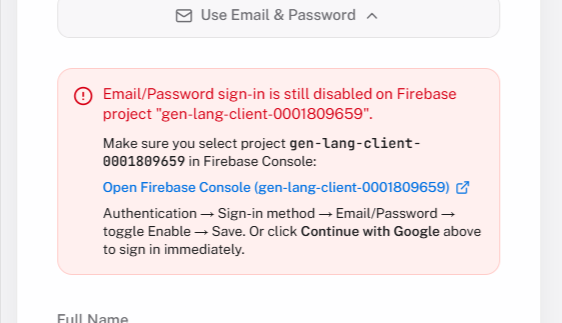 Use Email & Password
Email/Password sign-in is still disabled on Firebase
project "gen-lang-client-0001809659".
Make sure you select project gen-lang-client-
0001809659 in Firebase Console:
Open Firebase Console (gen-lang-client-0001809659)
Authentication → Sign-in method → Email/Password →
toggle Enable → Save. Or click Continue with Google above
to sign in immediately.
Full Name